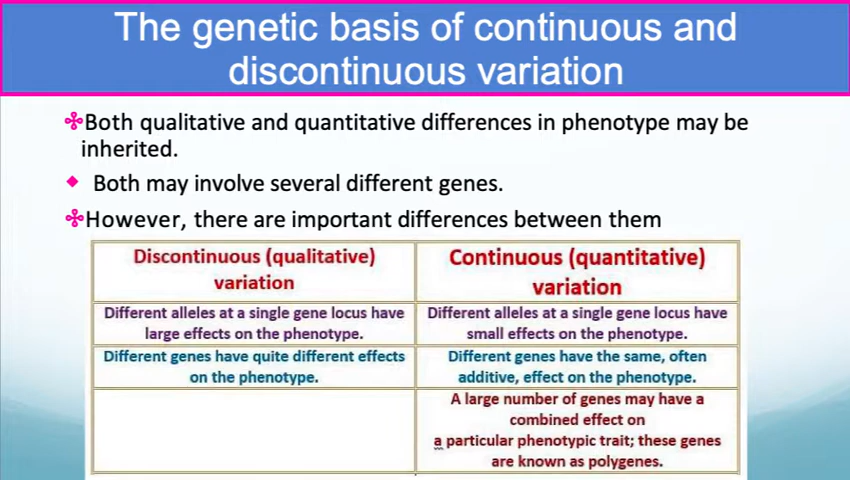 The genetic basis of continuous and
discontinuous variation
Both qualitative and quantitative differences in phenotype may be
inherited.
Both may involve several different genes.
However, there are important differences between them
Discontinuous (qualitative)
variation
Continuous (quantitative)
variation
Different alleles at a single gene locus have
large effects on the phenotype.
Different alleles at a single gene locus have
small effects on the phenotype.
Different genes have quite different effects
on the phenotype.
Different genes have the same, often
additive, effect on the phenotype.
A large number of genes may have a
combined effect on
a particular phenotypic trait; these genes
are known as polygenes.